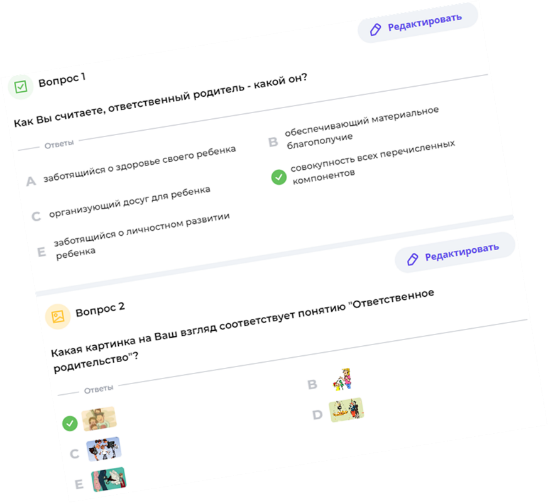 Редактировать
Вопрос 1
Как Вы считаете, ответственный родитель - какой он?
Ответы
A заботящийся о здоровье своего ребенка
B обеспечивающий материальное
благополучие
C организующий досуг для ребенка
совокупность всех перечисленных
компонентов
E заботящийся о личностном развитии
ребенка
Редактировать
Вопрос 2
Какая картинка на Ваш взгляд соответствует понятию "Ответственное
родительство"?
Ответы
B
C
D
E